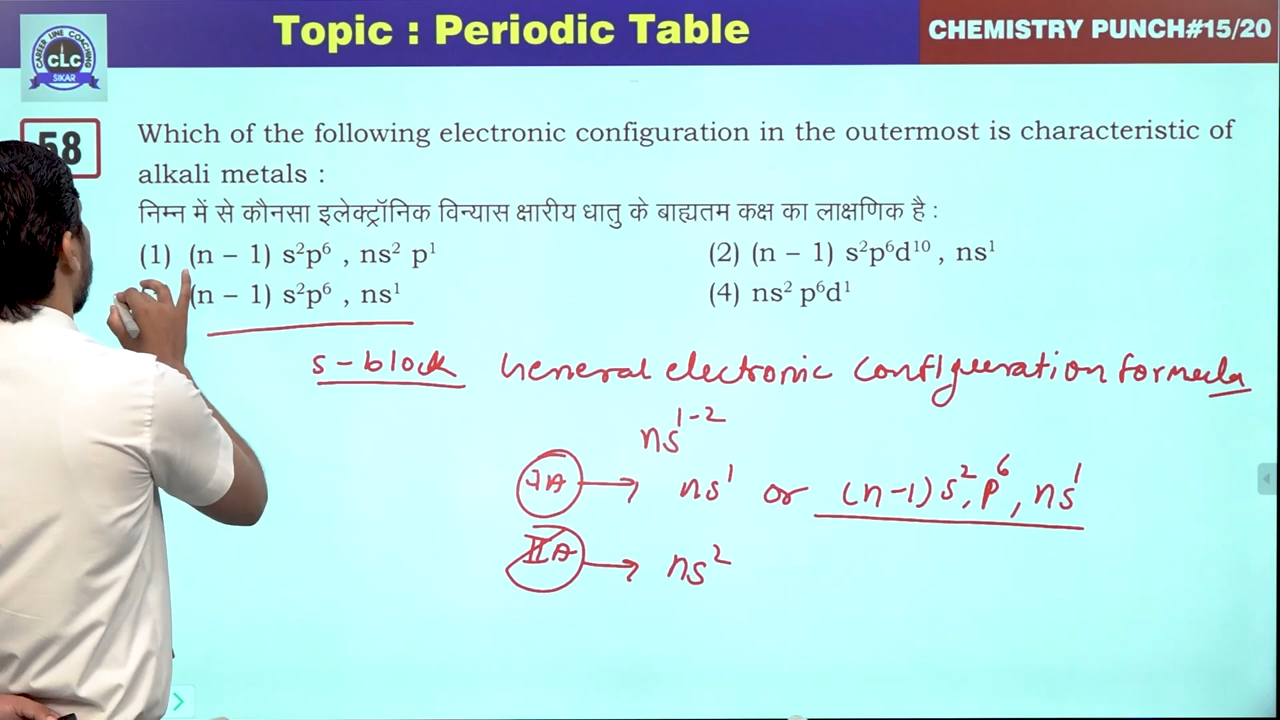 Topic : Periodic Table
CHEMISTRY PUNCH#15/20
CAREER LINE COACHING
CLC
SIKAR
58
Which of the following electronic configuration in the outermost is characteristic of
alkali metals :
निम्न में से कौनसा इलेक्ट्रॉनिक विन्यास क्षारीय धातु के बाह्यतम कक्ष का लाक्षणिक है :
(1) (n – 1) s²p⁶ , ns² p¹
(2) (n – 1) s²p⁶d¹⁰ , ns¹
(n – 1) s²p⁶ , ns¹
(4) ns² p⁶d¹
s-block General electronic configuration formula
ns¹⁻²
IA → ns¹ or (n-1) s², p⁶, ns¹
IIA → ns²